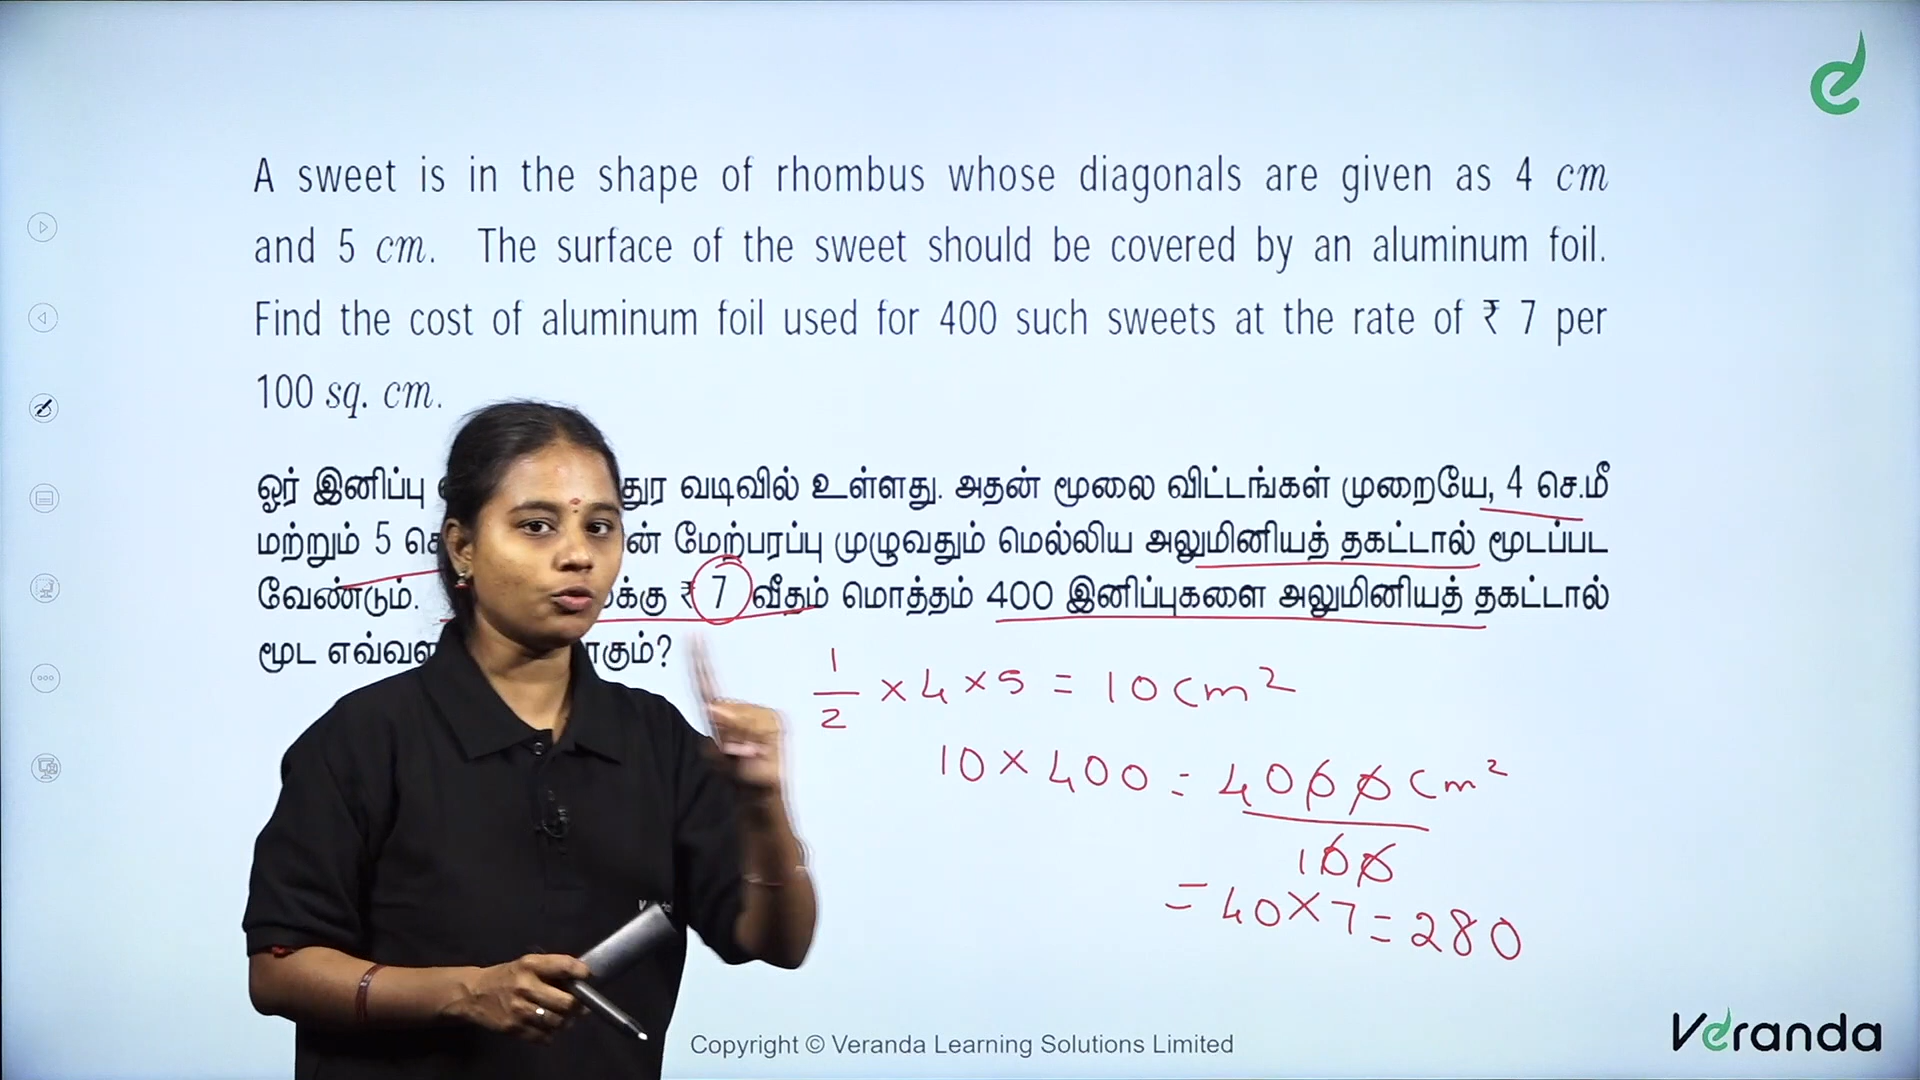 A sweet is in the shape of rhombus whose diagonals are given as 4 cm
and 5 cm. The surface of the sweet should be covered by an aluminum foil.
Find the cost of aluminum foil used for 400 such sweets at the rate of ₹ 7 per
100 sq. cm.
ஓர் இனிப்பு துர வடிவில் உள்ளது. அதன் மூலை விட்டங்கள் முறையே, 4 செ.மீ
மற்றும் 5 செ ன் மேற்பரப்பு முழுவதும் மெல்லிய அலுமினியத் தகட்டால் மூடப்பட
வேண்டும். க்கு ₹ 7 வீதம் மொத்தம் 400 இனிப்புகளை அலுமினியத் தகட்டால்
மூட எவ்வள ாகும்?
1/2 × 4 × 5 = 10 cm²
10 × 400 = 4000 cm²
100
= 40 × 7 = 280
Copyright © Veranda Learning Solutions Limited
Veranda